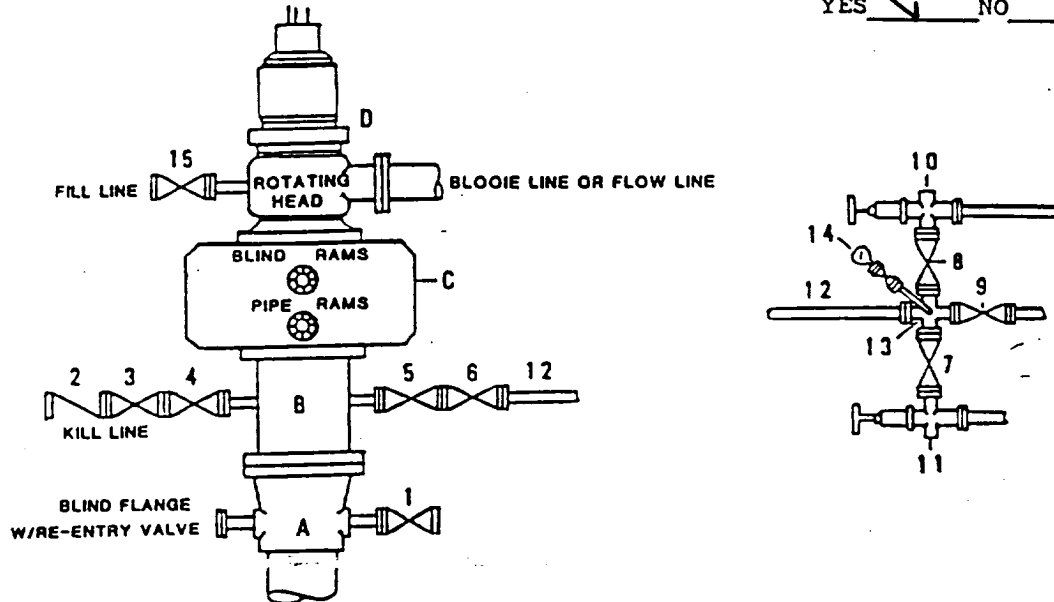 YES NO
D
15
FILL LINE
ROTATING
HEAD
BLOOIE LINE OR FLOW LINE
BLIND RAMS
C
PIPE RAMS
2 3 4
B
5 6 12
KILL LINE
BLIND FLANGE
W/RE-ENTRY VALVE
A
1
10
14
8
12
9
13
7
11